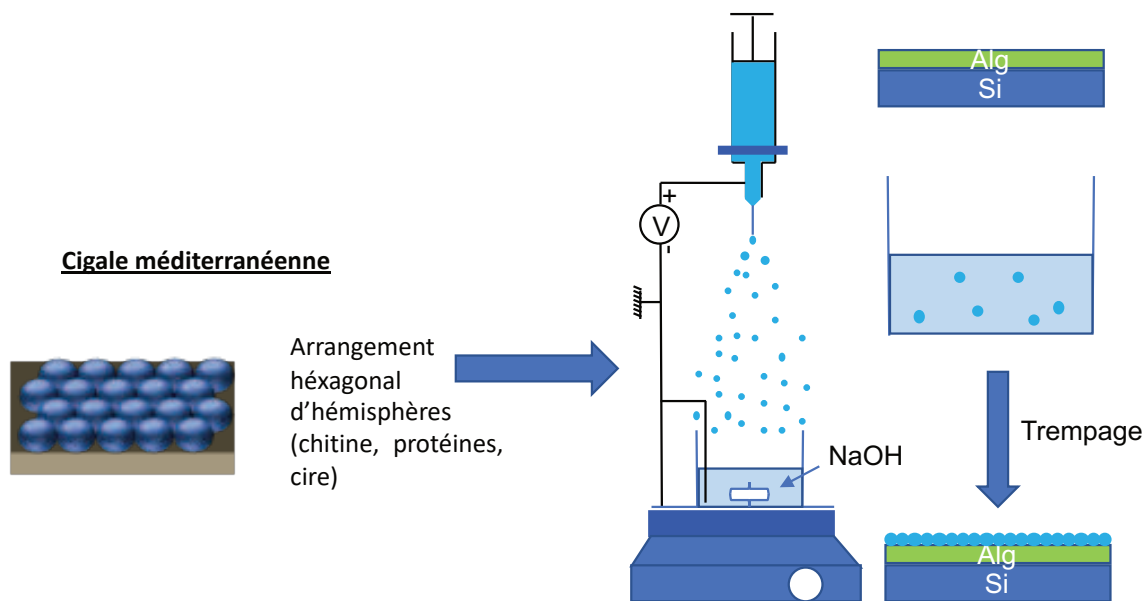 Cigale méditerranéenne
Arrangement
héxagonal
d'hémisphères
(chitine, protéines,
cire)
+
V
-
NaOH
Alg
Si
Trempage
Alg
Si